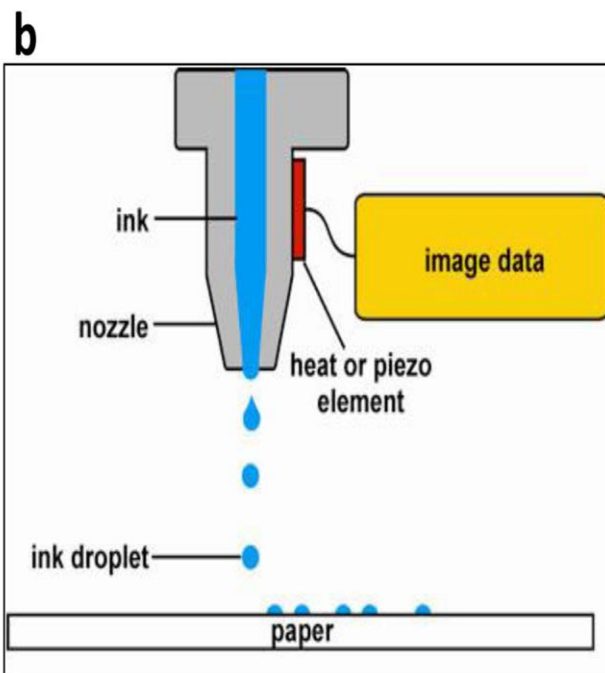 b
ink
image data
nozzle
heat or piezo
element
ink droplet
paper